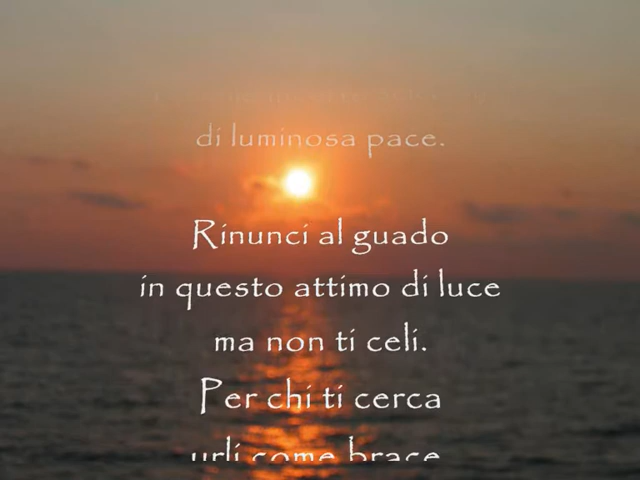 di luminosa pace.
Rinunci al guado
in questo attimo di luce
ma non ti celi.
Per chi ti cerca
urli come brace